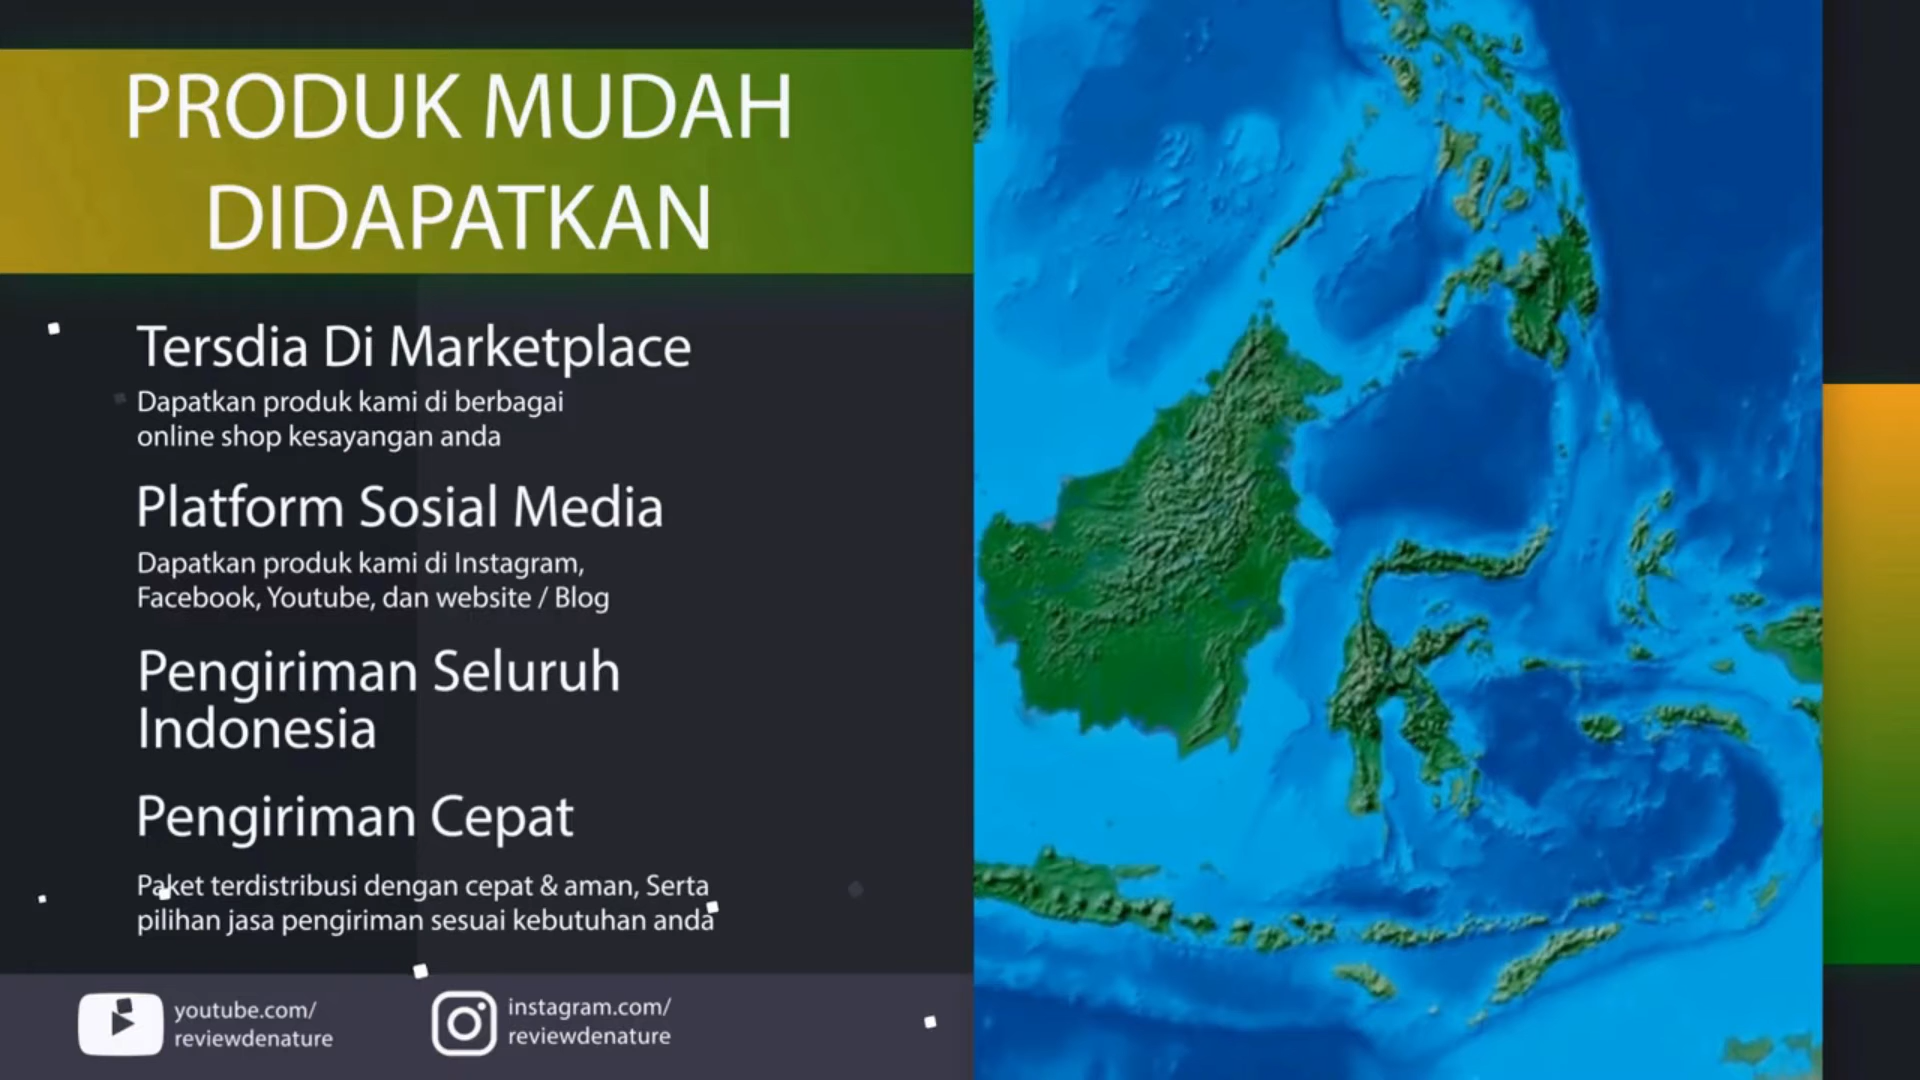 PRODUK MUDAH
DIDAPATKAN
Tersdia Di Marketplace
Dapatkan produk kami di berbagai
online shop kesayangan anda
Platform Sosial Media
Dapatkan produk kami di Instagram,
Facebook, Youtube, dan website / Blog
Pengiriman Seluruh
Indonesia
Pengiriman Cepat
Paket terdistribusi dengan cepat & aman, Serta
pilihan jasa pengiriman sesuai kebutuhan anda
youtube.com/
reviewdenature
instagram.com/
reviewdenature